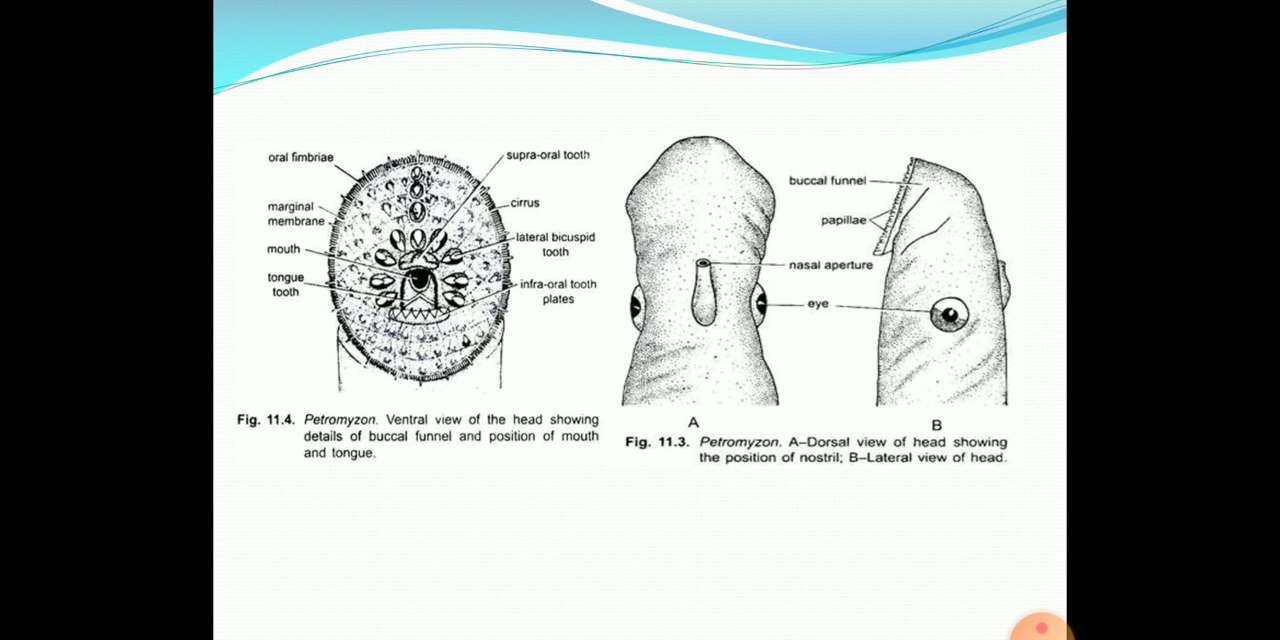 oral fimbriae
supra-oral tooth
marginal
membrane
cirrus
mouth
lateral bicuspid
tooth
tongue
tooth
infra-oral tooth
plates
Fig. 11.4. Petromyzon. Ventral view of the head showing
details of buccal funnel and position of mouth
and tongue.
buccal funnel
papillae
nasal aperture
eye
A
B
Fig. 11.3. Petromyzon. A–Dorsal view of head showing
the position of nostril; B–Lateral view of head.